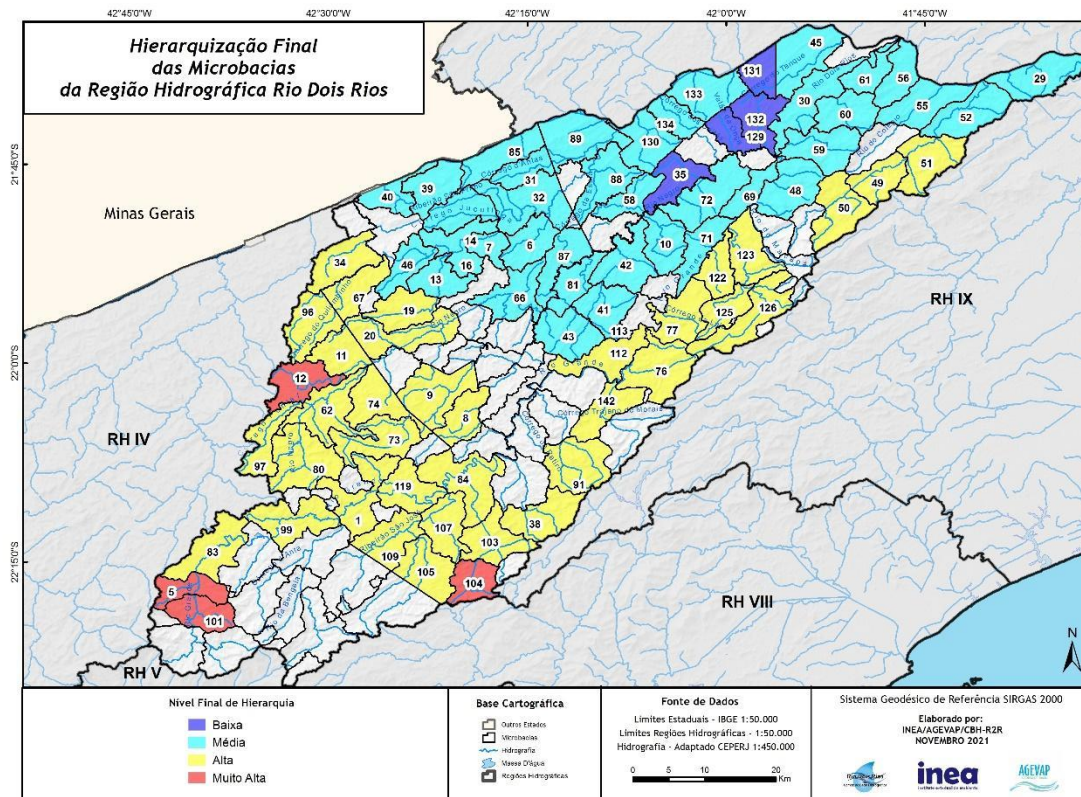 42°45'0"W
42°30'0"W
42°15'0"W
42°0'0"W
41°45'0"W
Hierarquização Final
das Microbacias
da Região Hidrográfica Rio Dois Rios
21°45'0"S
22°0'0"S
22°15'0"S
Minas Gerais
RH IV
RH V
RH VIII
RH IX
45
131
133
61
56
29
30
55
52
132
134
60
129
89
130
85
59
51
35
31
88
39
49
40
32
58
72
69
48
50
14
7
6
10
71
34
46
87
42
123
16
13
81
122
67
66
96
19
41
125
126
20
43
113
77
11
112
76
12
9
142
62
74
8
73
97
80
84
91
119
1
107
38
99
103
83
109
105
104
5
101
Nível Final de Hierarquia
Baixa
Média
Alta
Muito Alta
Base Cartográfica
Outros Estados
Microbacias
Hidrografia
Massa D'água
Regiões Hidrográficas
Fonte de Dados
Limites Estaduais - IBGE 1:50.000
Limites Regiões Hidrográficas - 1:50.000
Hidrografia - Adaptado CEPERJ 1:450.000
0 5 10 20
Km
Sistema Geodésico de Referência SIRGAS 2000
Elaborado por:
INEA/AGEVAP/CBH-R2R
NOVEMBRO 2021
N
inea
AGEVAP